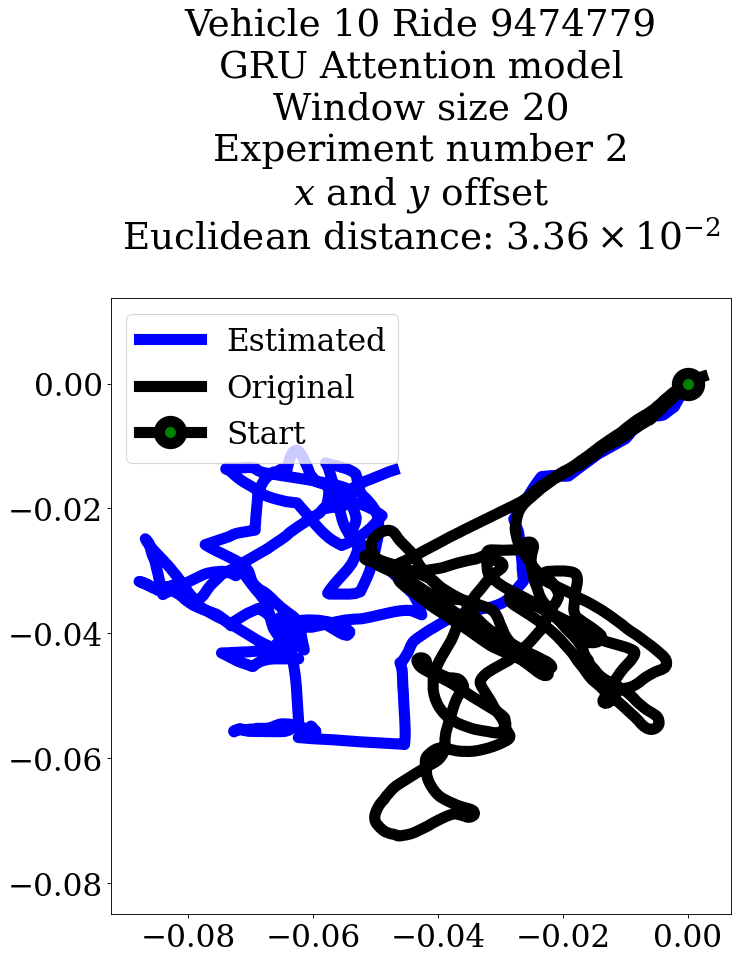 Vehicle 10 Ride 9474779
GRU Attention model
Window size 20
Experiment number 2
x and y offset
Euclidean distance: 3.36 × 10⁻²
Estimated
Original
Start
0.00
−0.02
−0.04
−0.06
−0.08
−0.08 −0.06 −0.04 −0.02 0.00